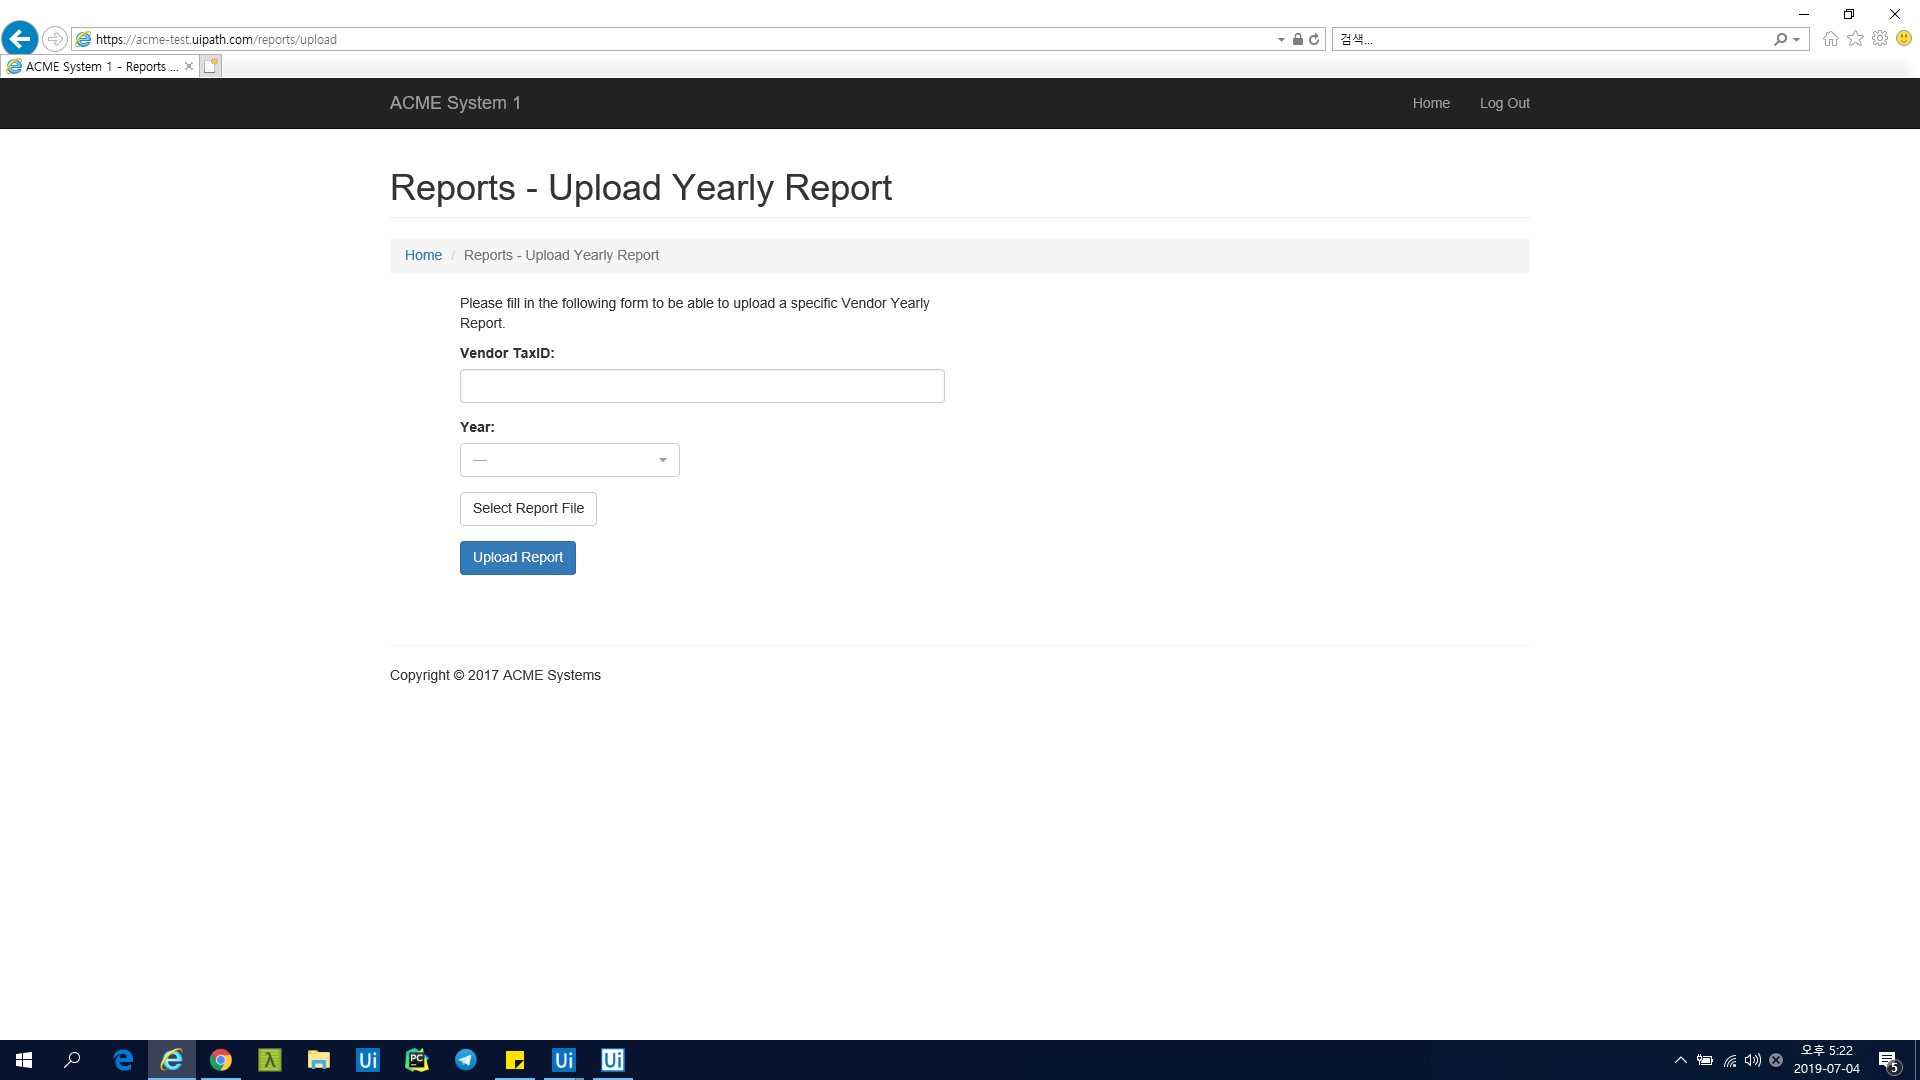 https://acme-test.uipath.com/reports/upload
검색...
ACME System 1 - Reports ...
ACME System 1
Home
Log Out
Reports - Upload Yearly Report
Home / Reports - Upload Yearly Report
Please fill in the following form to be able to upload a specific Vendor Yearly
Report.
Vendor TaxID:
Year:
---
Select Report File
Upload Report
Copyright © 2017 ACME Systems
Ui
PC
Ui
Ui
오후 5:22
2019-07-04
5